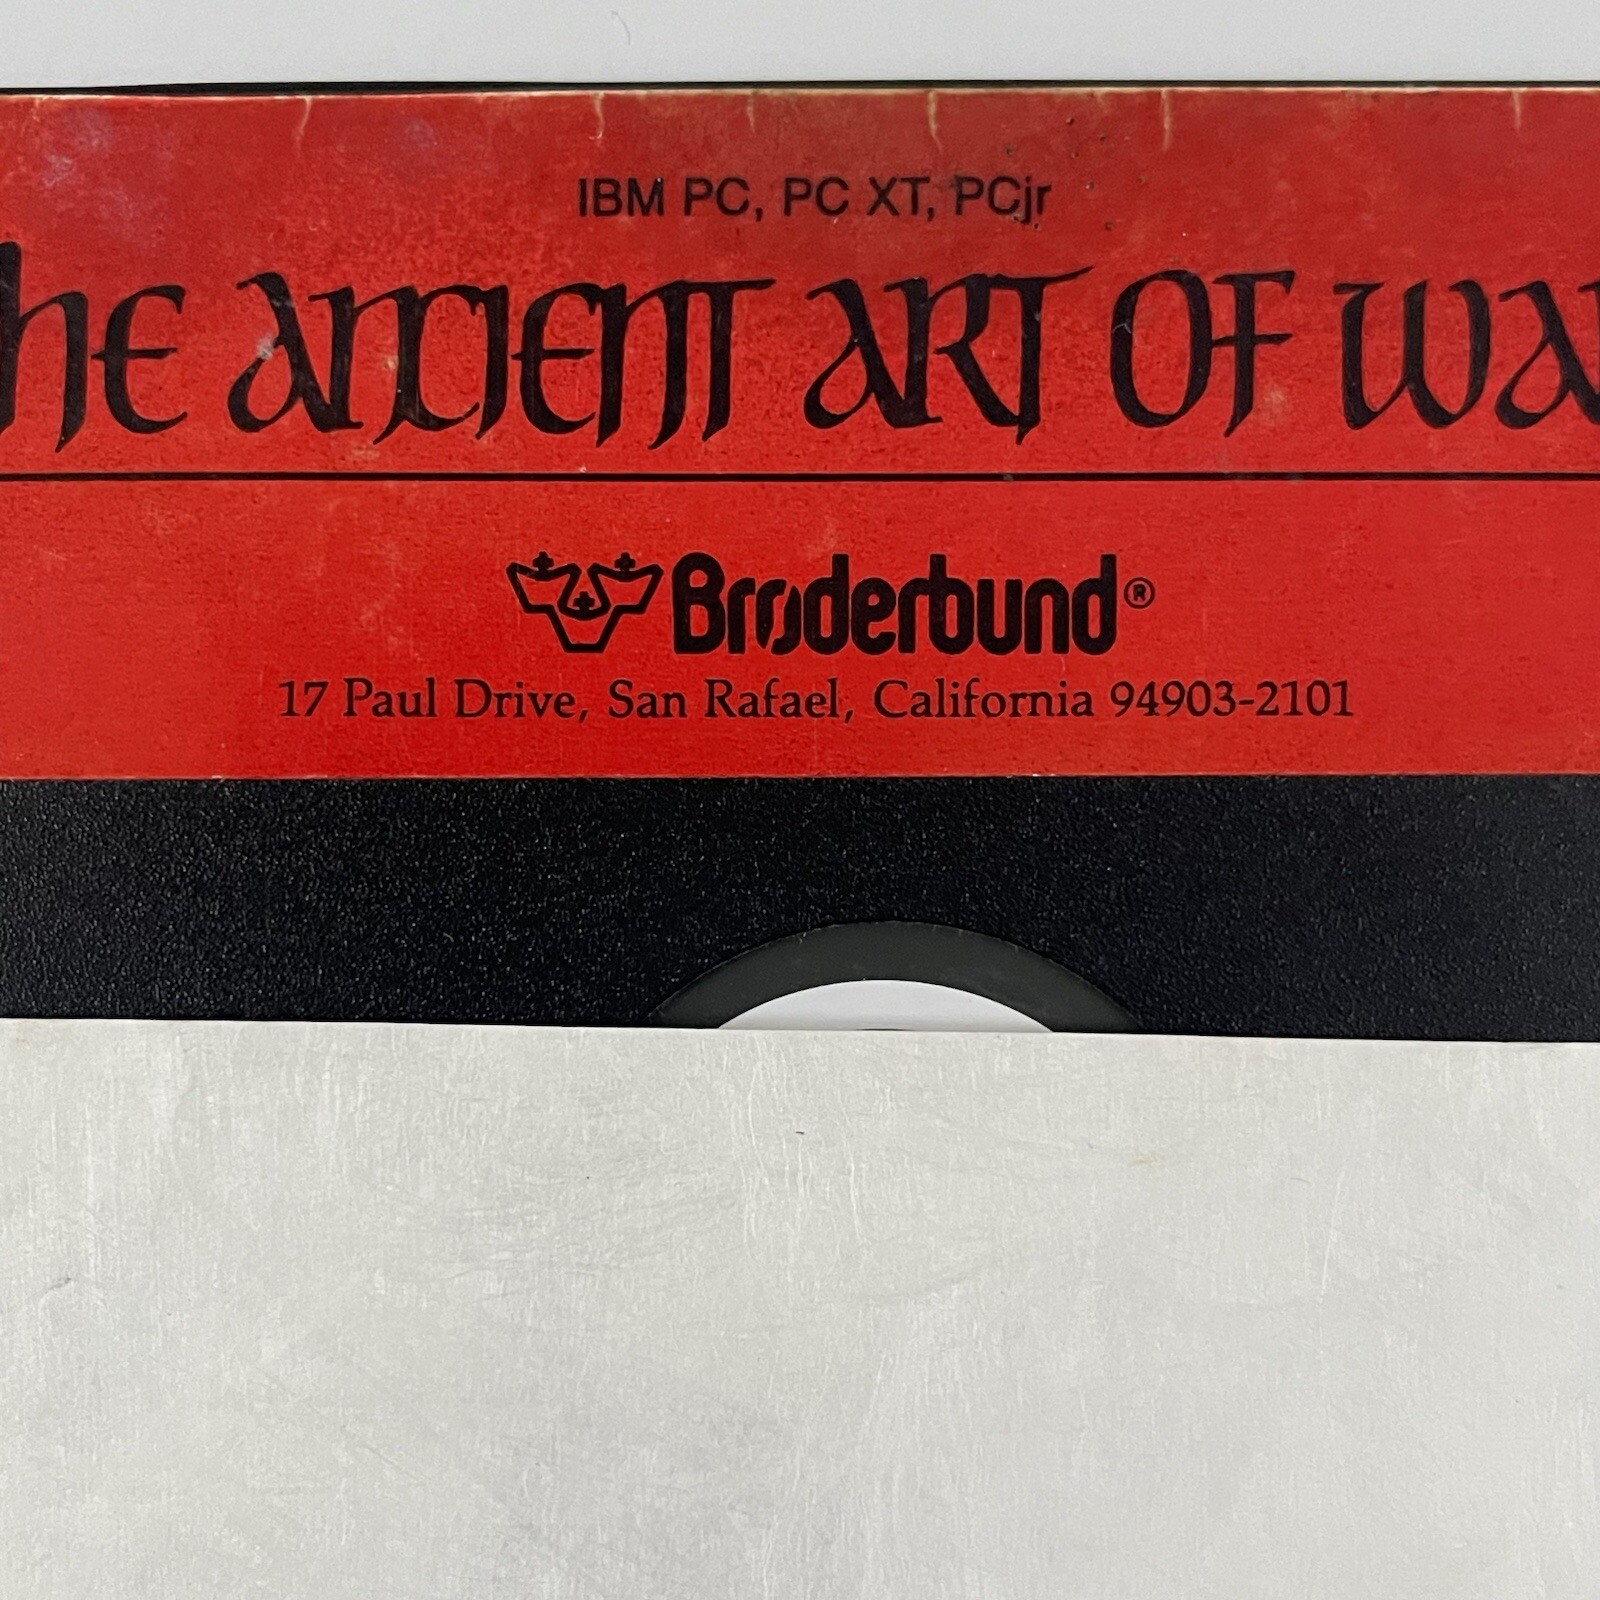 IBM PC, PC XT, PCjr
HE ANCIENT ART OF WA
Brøderbund®
17 Paul Drive, San Rafael, California 94903-2101